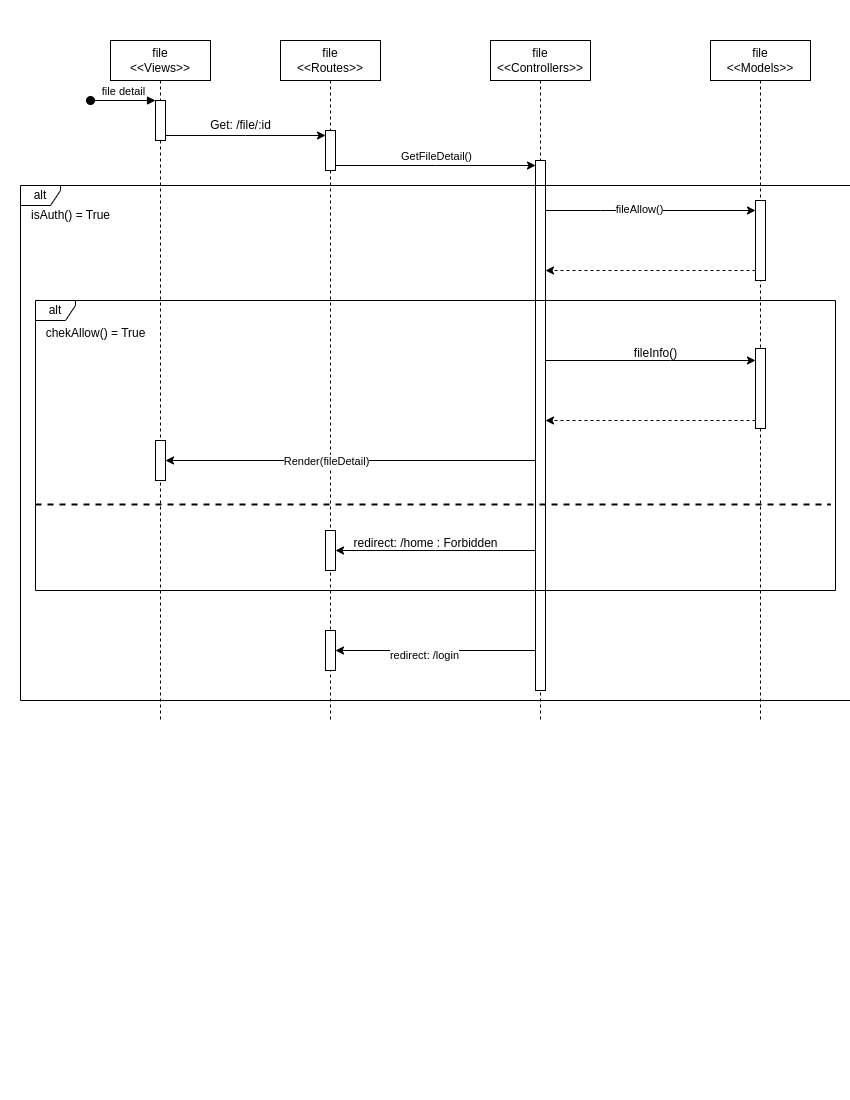 file
<<Views>>
file
<<Routes>>
file
<<Controllers>>
file
<<Models>>
file detail
Get: /file/:id
GetFileDetail()
alt
isAuth() = True
fileAllow()
alt
chekAllow() = True
fileInfo()
Render(fileDetail)
redirect: /home : Forbidden
redirect: /login